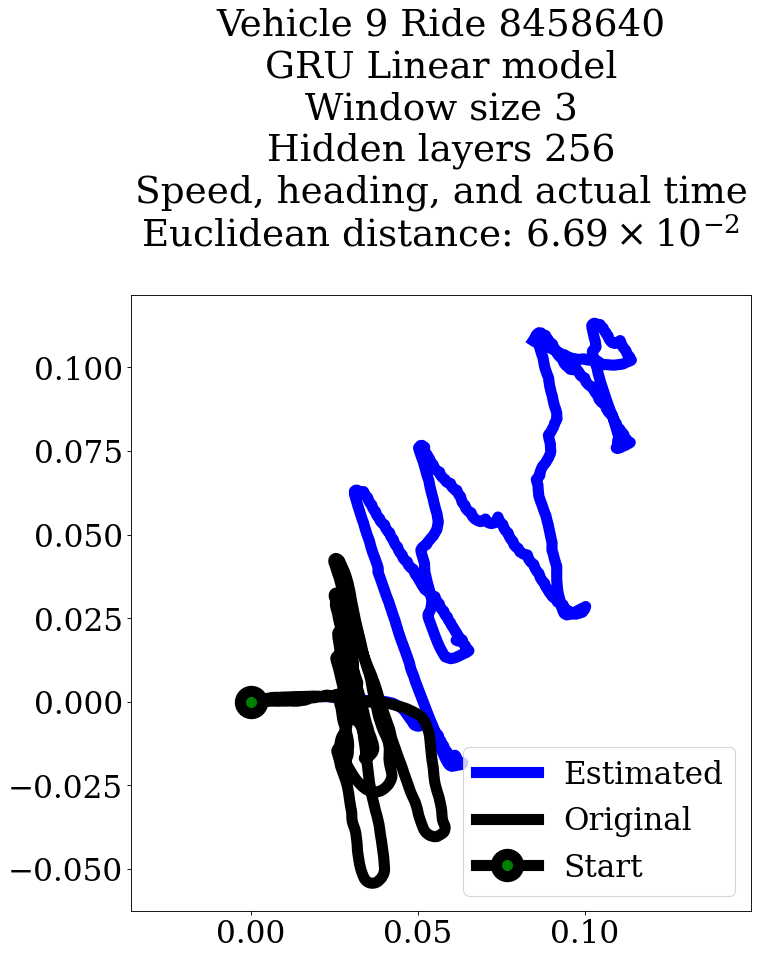 Vehicle 9 Ride 8458640
GRU Linear model
Window size 3
Hidden layers 256
Speed, heading, and actual time
Euclidean distance: 6.69 × 10⁻²
0.100
0.075
0.050
0.025
0.000
−0.025
−0.050
Estimated
Original
Start
0.00 0.05 0.10